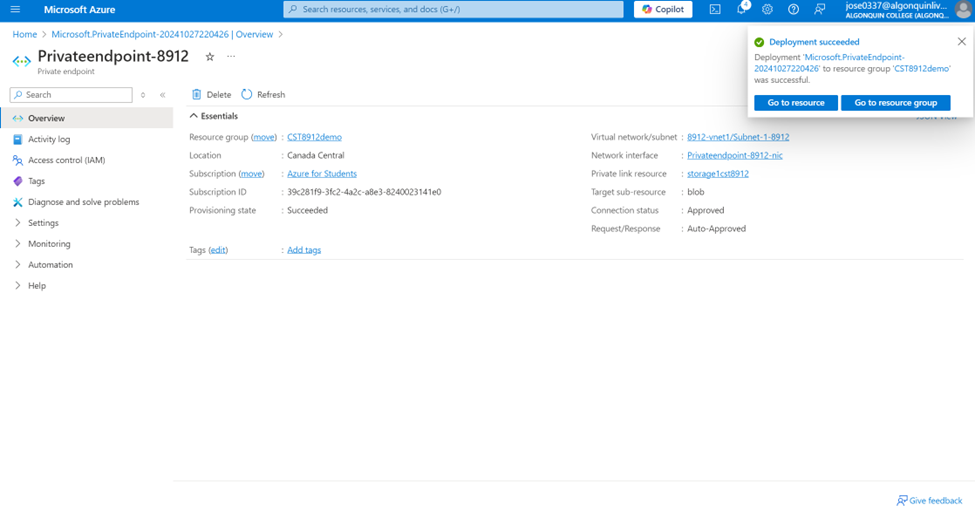 Microsoft Azure
Search resources, services, and docs (G+/)
Copilot
4
jose0337@algonquinliv...
ALGONQUIN COLLEGE (ALGONQ...
Home > Microsoft.PrivateEndpoint-20241027220426 | Overview >
Privateendpoint-8912
Private endpoint
Deployment succeeded
Deployment 'Microsoft.PrivateEndpoint-
20241027220426' to resource group 'CST8912demo'
was successful.
Go to resource Go to resource group
Search
Delete Refresh
Overview
Activity log
Access control (IAM)
Tags
Diagnose and solve problems
Settings
Monitoring
Automation
Help
Essentials
JSON View
Resource group (move) : CST8912demo
Location : Canada Central
Subscription (move) : Azure for Students
Subscription ID : 39c281f9-3fc2-4a2c-a8e3-8240023141e0
Provisioning state : Succeeded
Virtual network/subnet : 8912-vnet1/Subnet-1-8912
Network interface : Privateendpoint-8912-nic
Private link resource : storage1cst8912
Target sub-resource : blob
Connection status : Approved
Request/Response : Auto-Approved
Tags (edit) : Add tags
Give feedback